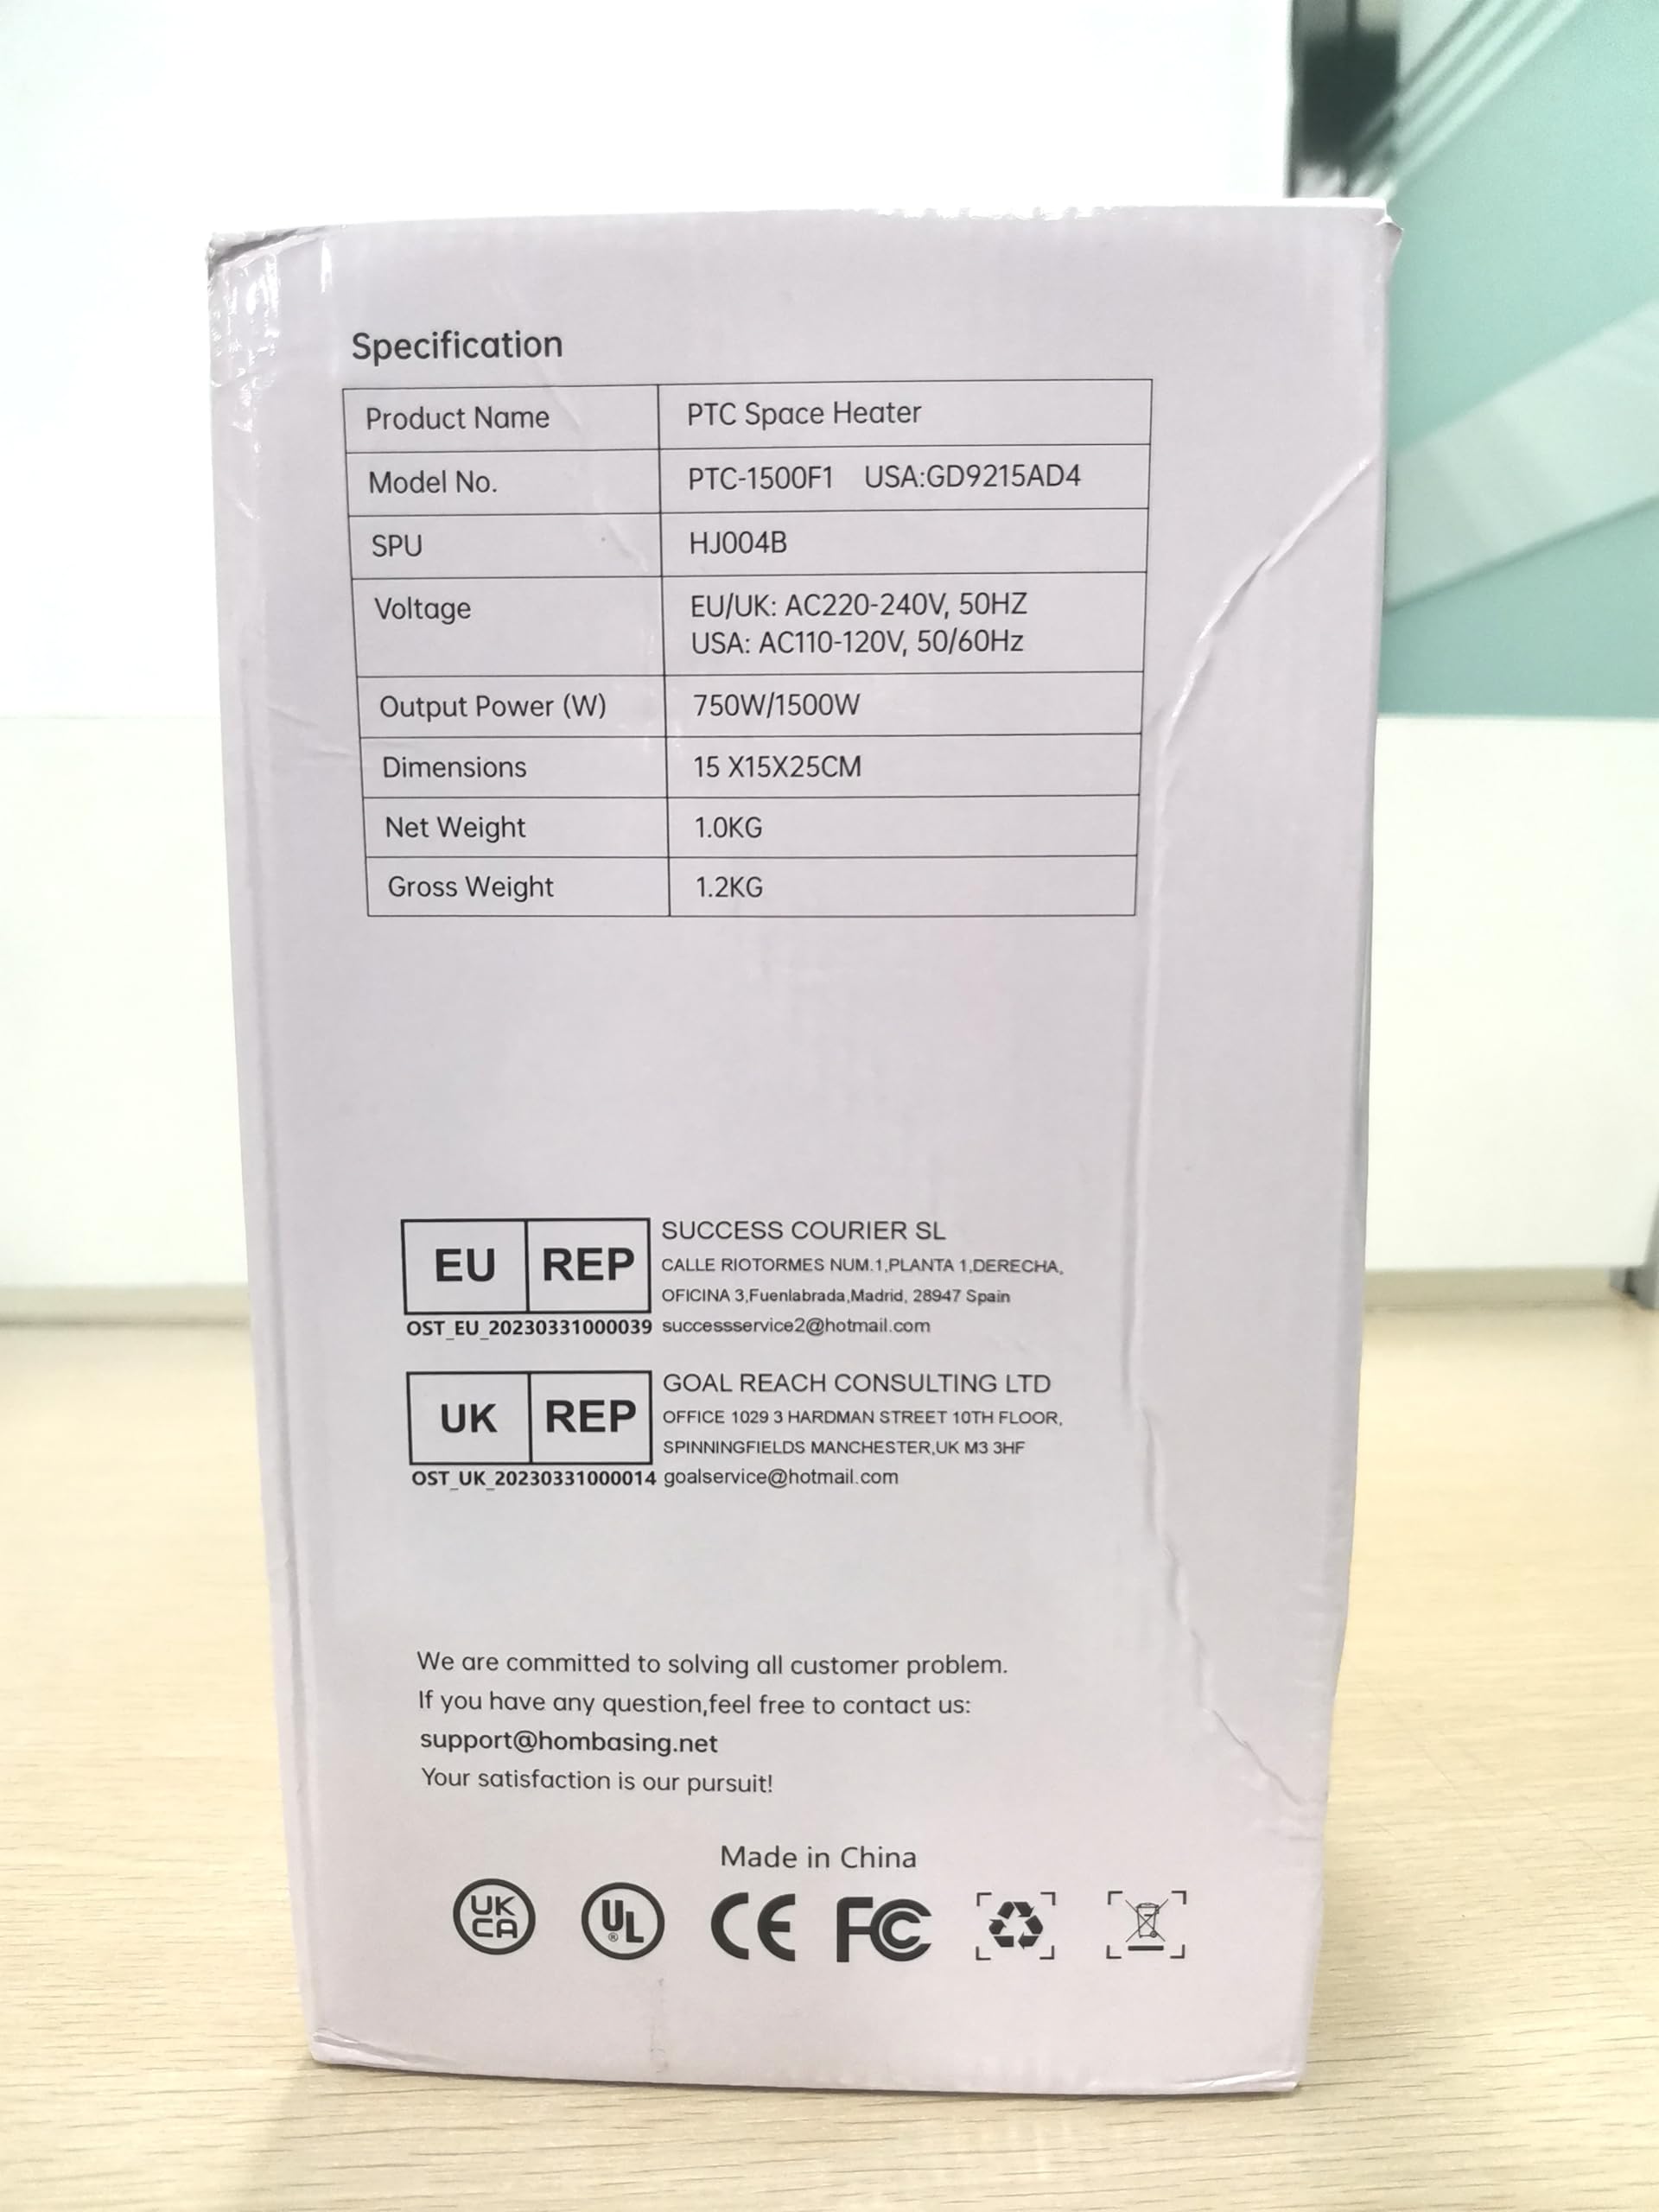 Specification
Product Name PTC Space Heater
Model No. PTC-1500F1 USA:GD9215AD4
SPU HJ004B
Voltage EU/UK: AC220-240V, 50HZ
USA: AC110-120V, 50/60Hz
Output Power (W) 750W/1500W
Dimensions 15 X15X25CM
Net Weight 1.0KG
Gross Weight 1.2KG
EU REP SUCCESS COURIER SL
CALLE RIOTORMES NUM.1,PLANTA 1,DERECHA,
OFICINA 3,Fuenlabrada,Madrid, 28947 Spain
OST_EU_20230331000039 successservice2@hotmail.com
UK REP GOAL REACH CONSULTING LTD
OFFICE 1029 3 HARDMAN STREET 10TH FLOOR,
SPINNINGFIELDS MANCHESTER,UK M3 3HF
OST_UK_20230331000014 goalservice@hotmail.com
We are committed to solving all customer problem.
If you have any question,feel free to contact us:
support@hombasing.net
Your satisfaction is our pursuit!
Made in China
UK CA UL ® CE FC